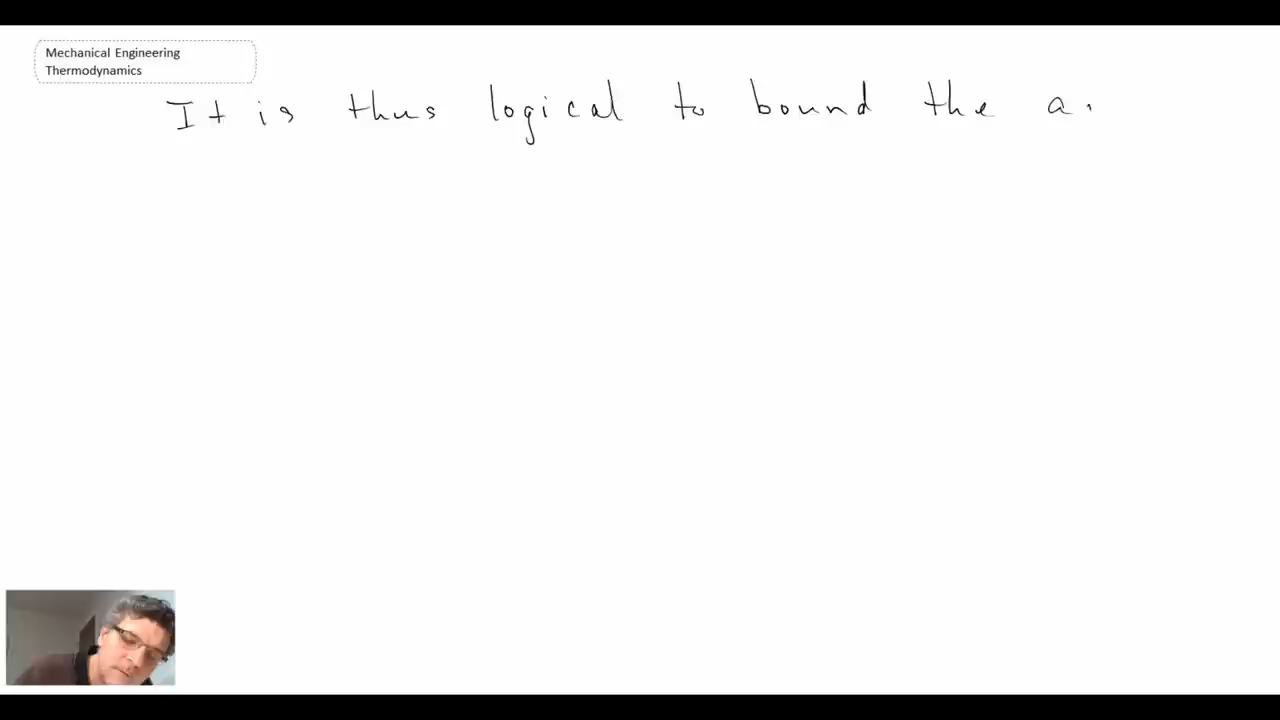 Mechanical Engineering
Thermodynamics
It is thus logical to bound the a